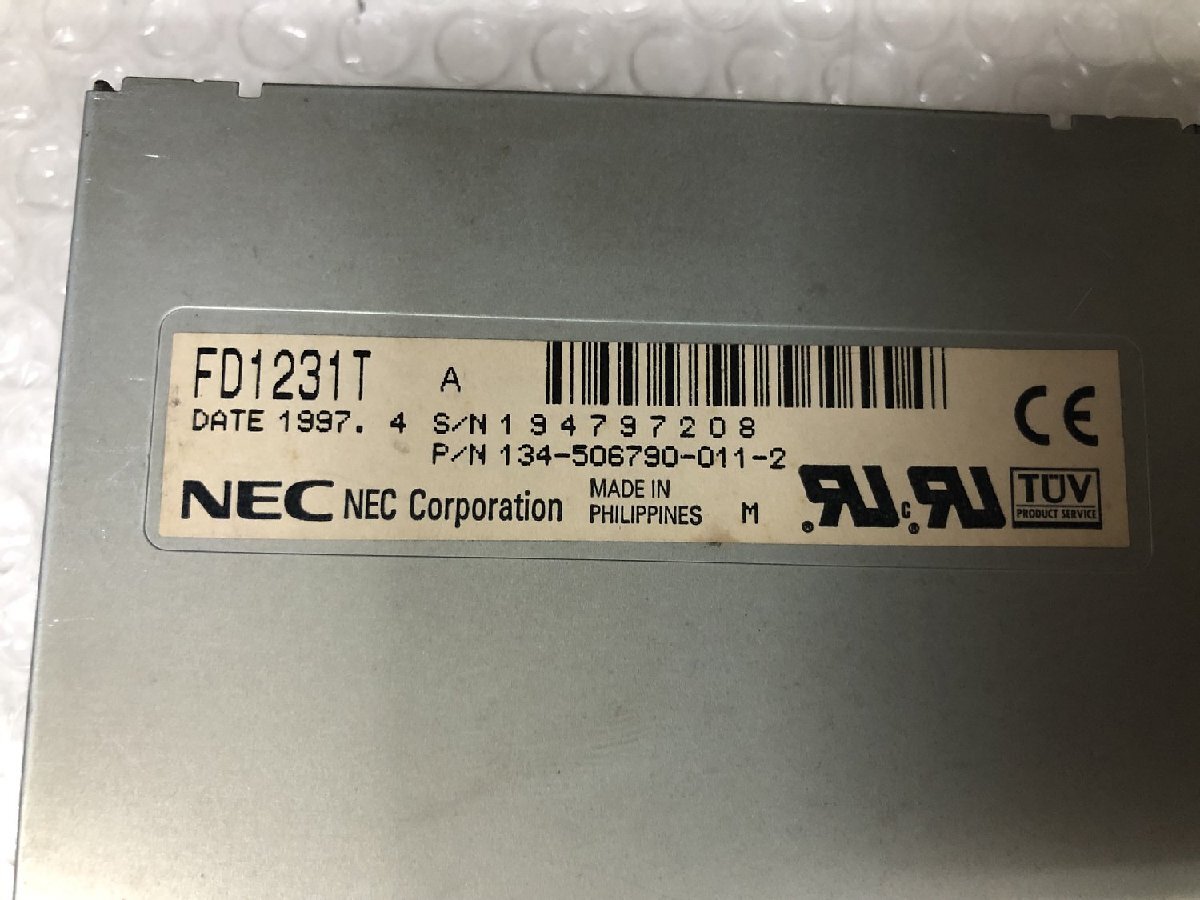 FD1231T A
DATE 1997. 4 S/N 194797208
P/N 134-506790-011-2
NEC NEC Corporation MADE IN PHILIPPINES M
CE
TÜV
PRODUCT SERVICE